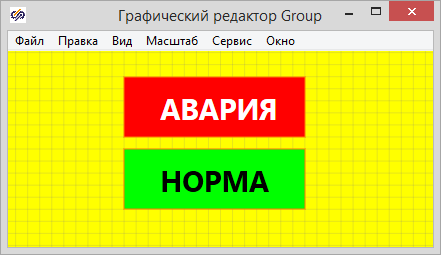 Графический редактор Group
Файл Правка Вид Масштаб Сервис Окно
АВАРИЯ
НОРМА